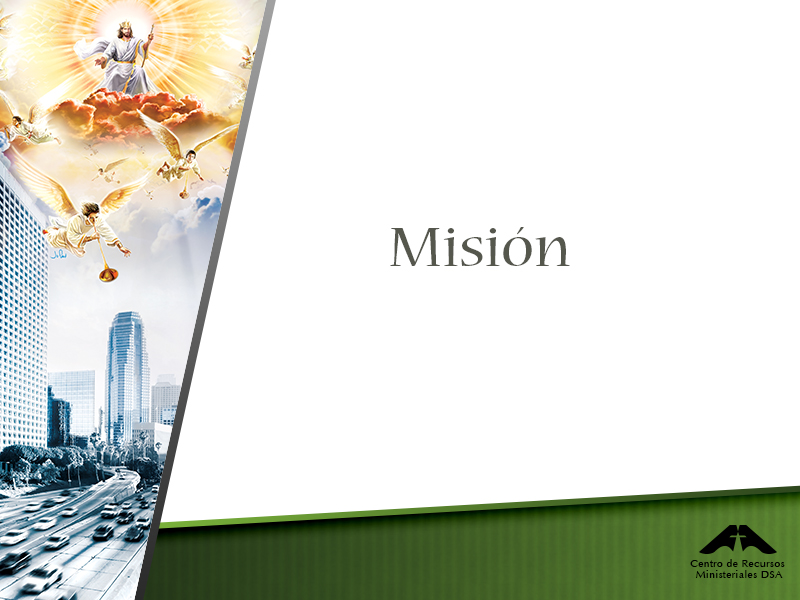 Misión
Centro de Recursos
Ministeriales DSA